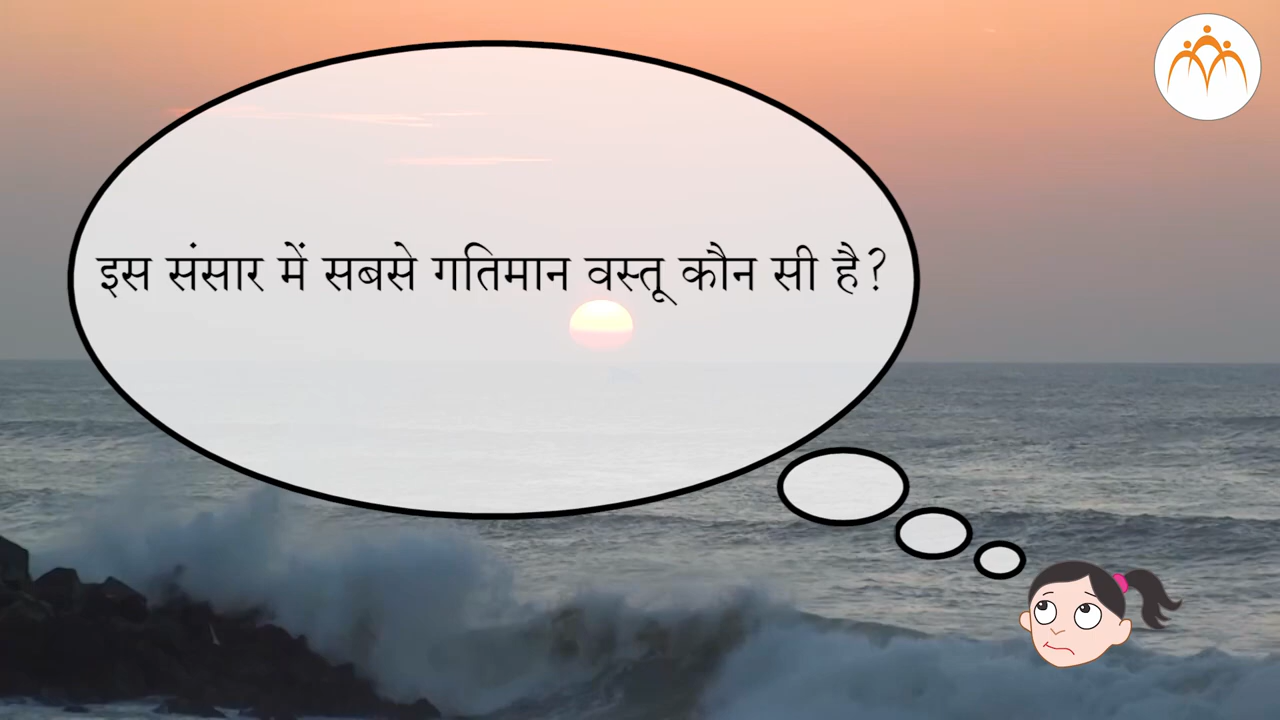 इस संसार में सबसे गतिमान वस्तू कौन सी है?